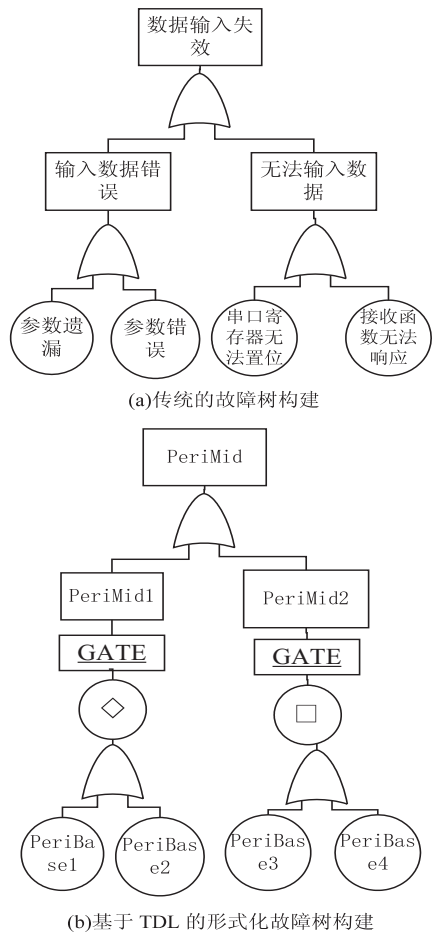 数据输入失
效
输入数据错
误
无法输入数
据
参数遗
漏
参数错
误
串口寄
存器无
法置位
接收函
数无法
响应
(a)传统的故障树构建
PeriMid
PeriMid1
PeriMid2
GATE
GATE
PeriBa
se1
PeriBas
e2
PeriBas
e3
PeriBas
e4
(b)基于 TDL 的形式化故障树构建